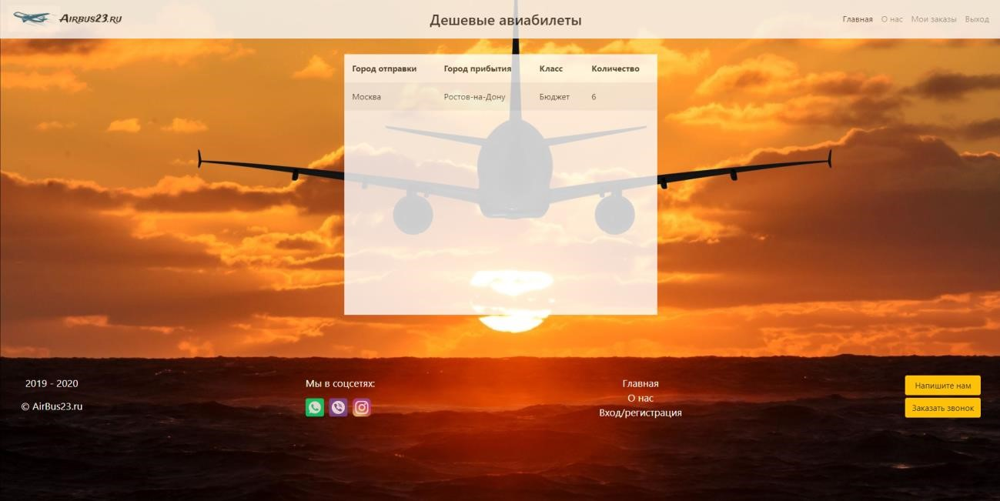 AIRBUS23.RU
Дешевые авиабилеты
Главная О нас Мои заказы Выход
Город отправки Город прибытия Класс Количество
Москва Ростов-на-Дону Бюджет 6
2019 - 2020
© AirBus23.ru
Мы в соцсетях:
Главная
О нас
Вход/регистрация
Напишите нам
Заказать звонок